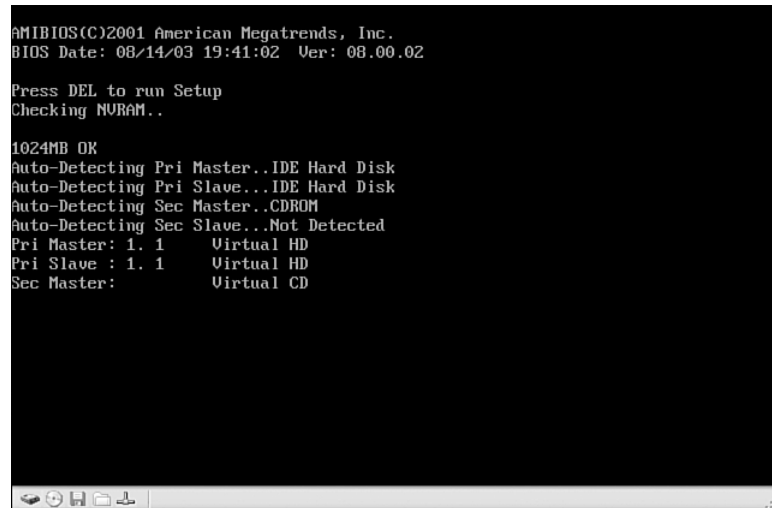 AMIBIOS(C)2001 American Megatrends, Inc.
BIOS Date: 08/14/03 19:41:02  Ver: 08.00.02
Press DEL to run Setup
Checking NVRAM..
1024MB OK
Auto-Detecting Pri Master..IDE Hard Disk
Auto-Detecting Pri Slave...IDE Hard Disk
Auto-Detecting Sec Master..CDROM
Auto-Detecting Sec Slave...Not Detected
Pri Master: 1. 1     Virtual HD
Pri Slave : 1. 1     Virtual HD
Sec Master:          Virtual CD